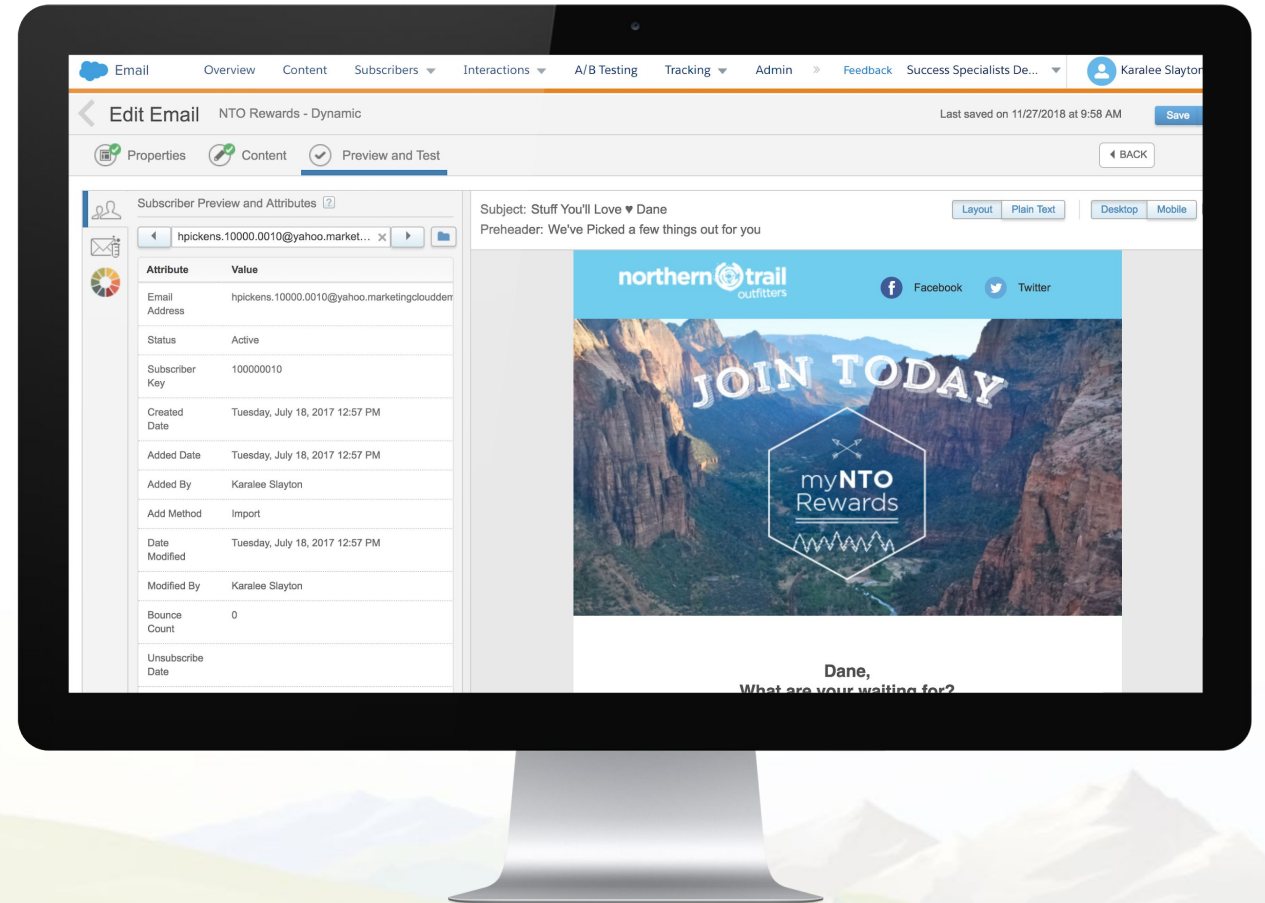 Email
Overview Content Subscribers Interactions A/B Testing Tracking Admin » Feedback Success Specialists De... Karalee Slayton
Edit Email NTO Rewards - Dynamic Last saved on 11/27/2018 at 9:58 AM Save
Properties Content Preview and Test BACK
Subscriber Preview and Attributes ?
hpickens.10000.0010@yahoo.market... ×
Attribute Value
Email Address hpickens.10000.0010@yahoo.marketingclouddem
Status Active
Subscriber Key 100000010
Created Date Tuesday, July 18, 2017 12:57 PM
Added Date Tuesday, July 18, 2017 12:57 PM
Added By Karalee Slayton
Add Method Import
Date Modified Tuesday, July 18, 2017 12:57 PM
Modified By Karalee Slayton
Bounce Count 0
Unsubscribe Date
Subject: Stuff You'll Love ♥ Dane
Preheader: We've Picked a few things out for you
Layout Plain Text Desktop Mobile
northern trail
outfitters
Facebook Twitter
JOIN TODAY
myNTO
Rewards
Dane,
What are your waiting for?